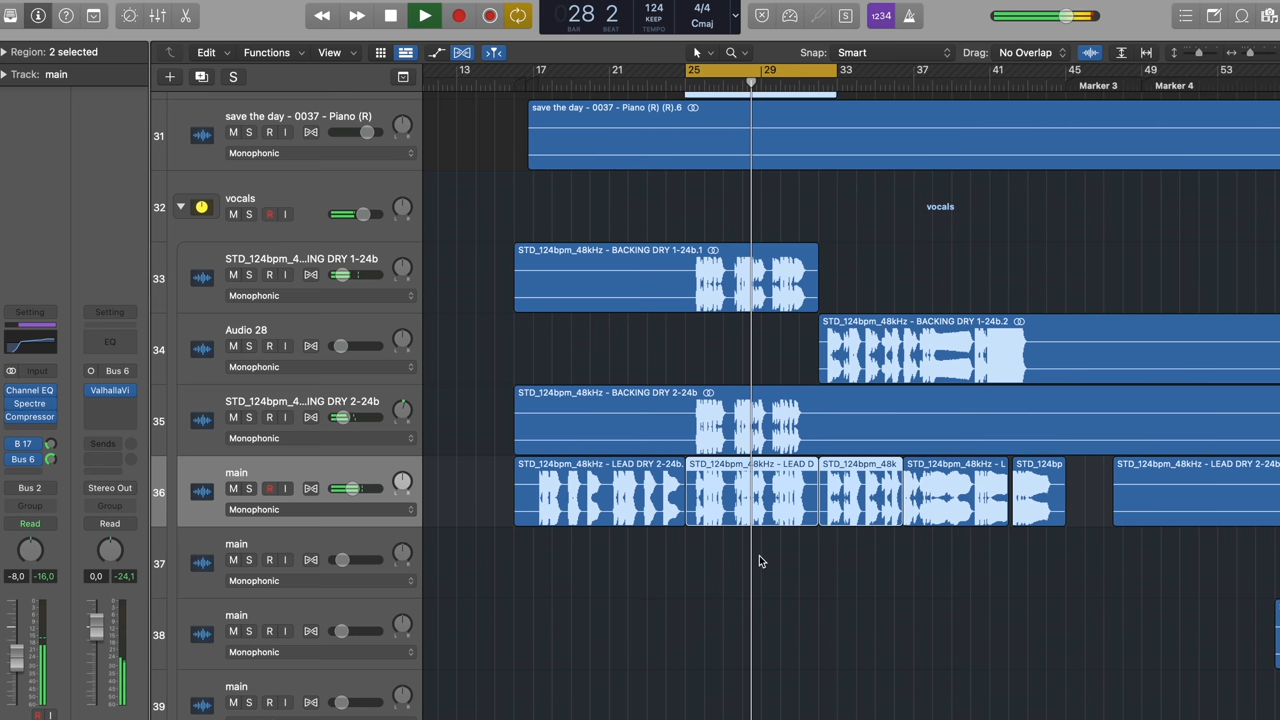 28 2
BAR BEAT
124
KEEP
TEMPO
4/4
Cmaj
S
1234
Region: 2 selected
Track: main
Edit Functions View
Snap: Smart
Drag: No Overlap
S
13 17 21 25 29 33 37 41 45 49 53
Marker 3 Marker 4
31
save the day - 0037 - Piano (R)
M S R I
Monophonic
save the day - 0037 - Piano (R) (R).6
32
vocals
M S R I
vocals
33
STD_124bpm_4...ING DRY 1-24b
M S R I
Monophonic
STD_124bpm_48kHz - BACKING DRY 1-24b.1
34
Audio 28
M S R I
Monophonic
STD_124bpm_48kHz - BACKING DRY 1-24b.2
35
STD_124bpm_4...ING DRY 2-24b
M S R I
Monophonic
STD_124bpm_48kHz - BACKING DRY 2-24b
36
main
M S R I
Monophonic
STD_124bpm_48kHz - LEAD DRY 2-24b.
STD_124bpm_48kHz - LEAD D
STD_124bpm_48k
STD_124bpm_48kHz - L
STD_124bp
STD_124bpm_48kHz - LEAD DRY 2-24b
37
main
M S R I
Monophonic
38
main
M S R I
Monophonic
39
main
M S R I
Setting Setting
EQ
Input Bus 6
Channel EQ ValhallaVi
Spectre
Compressor
B 17 Sends
Bus 6
Bus 2 Stereo Out
Group Group
Read Read
-8,0 -16,0 0,0 -24,1
R I